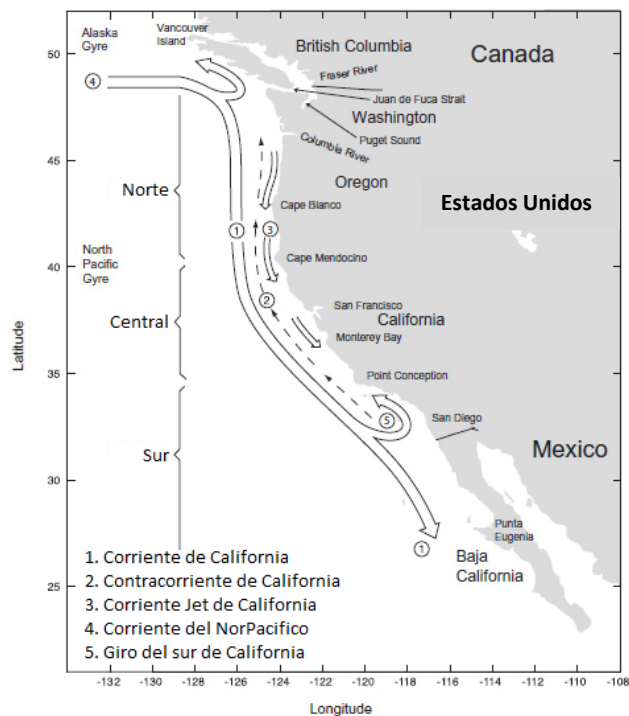 50
45
40
35
30
25
Latitude
Alaska
Gyre
Vancouver
Island
British Columbia
Canada
Fraser River
Juan de Fuca Strait
Washington
Puget Sound
Columbia River
4
Norte
Oregon
Estados Unidos
Cape Blanco
1
3
North
Pacific
Gyre
Cape Mendocino
2
Central
San Francisco
California
Monterey Bay
Point Conception
5
San Diego
Sur
Mexico
Punta
Eugenia
1
Baja
California
1. Corriente de California
2. Contracorriente de California
3. Corriente Jet de California
4. Corriente del NorPacifico
5. Giro del sur de California
-132 -130 -128 -126 -124 -122 -120 -118 -116 -114 -112 -110 -108
Longitude